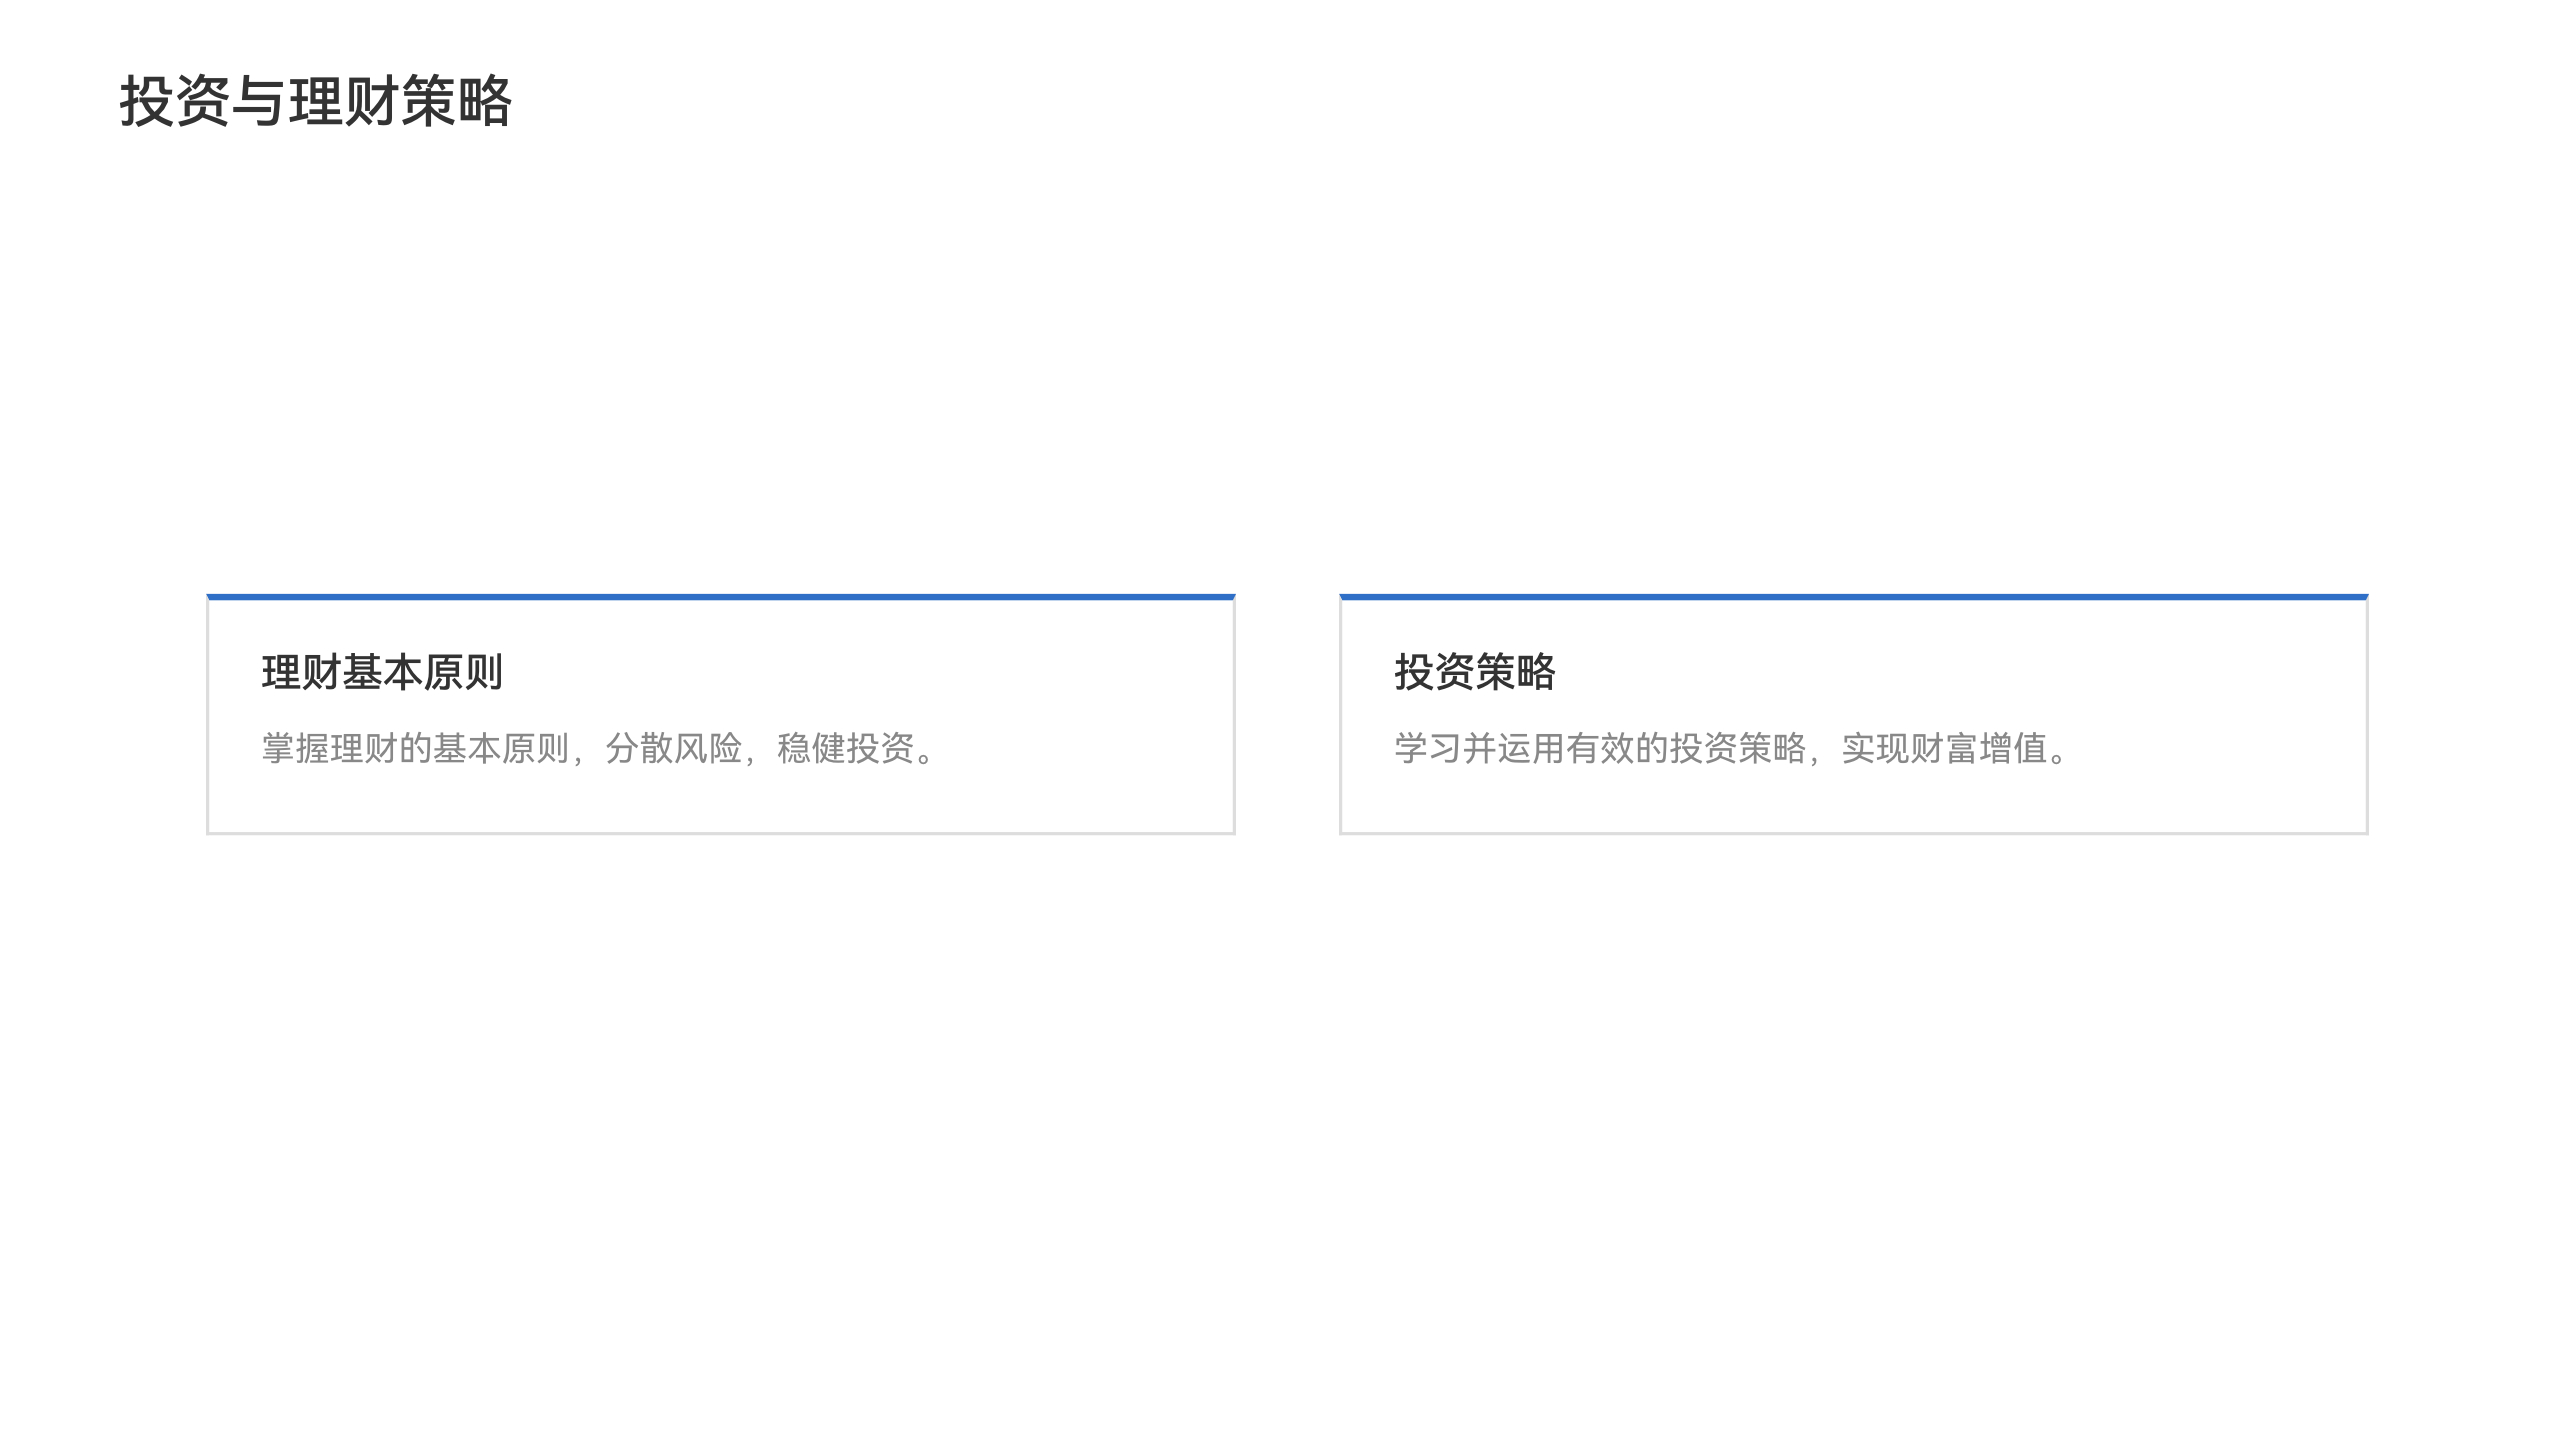 投资与理财策略
理财基本原则
掌握理财的基本原则，分散风险，稳健投资。
投资策略
学习并运用有效的投资策略，实现财富增值。